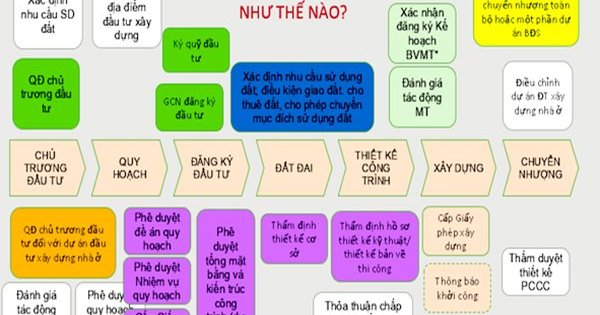 Xác định
nhu cầu SD
đất
địa điểm
đầu tư xây
dựng
NHƯ THẾ NÀO?
Ký quỹ đầu
tư
Xác nhận
đăng ký Kế
hoạch
BVMT*
chuyển nhượng toàn
bộ hoặc một phần dự
án BĐS
QĐ chủ
trương đầu
tư
GCN đăng ký
đầu tư
Xác định nhu cầu sử dụng
đất; điều kiện giao đất. cho
thuê đất, cho phép chuyển
mục đích sử dụng đất
Đánh giá
tác động
MT
Điều chỉnh
dự án ĐT xây
dựng nhà ở
CHỦ
TRƯƠNG
ĐẦU TƯ
QUY
HOẠCH
ĐĂNG KÝ
ĐẦU TƯ
ĐẤT ĐAI
THIẾT KẾ
CÔNG
TRÌNH
XÂY DỰNG
CHUYỂN
NHƯỢNG
QĐ chủ trương đầu
tư đối với dự án đầu
tư xây dựng nhà ở
Phê duyệt
đề án quy
hoạch
Phê
duyệt
tổng mặt
bằng và
kiến trúc
công
Thẩm định
thiết kế cơ
sở
Thẩm định hồ sơ
thiết kế kỹ thuật/
thiết kế bản vẽ
thi công
Cấp Giấy
phép xây
dựng
Phê duyệt
Nhiệm vụ
quy hoạch
Thông báo
khởi công
Thẩm duyệt
thiết kế
PCCC
Đánh giá
tác động
Phê duy
quy hoạ
Thỏa thuận chấp